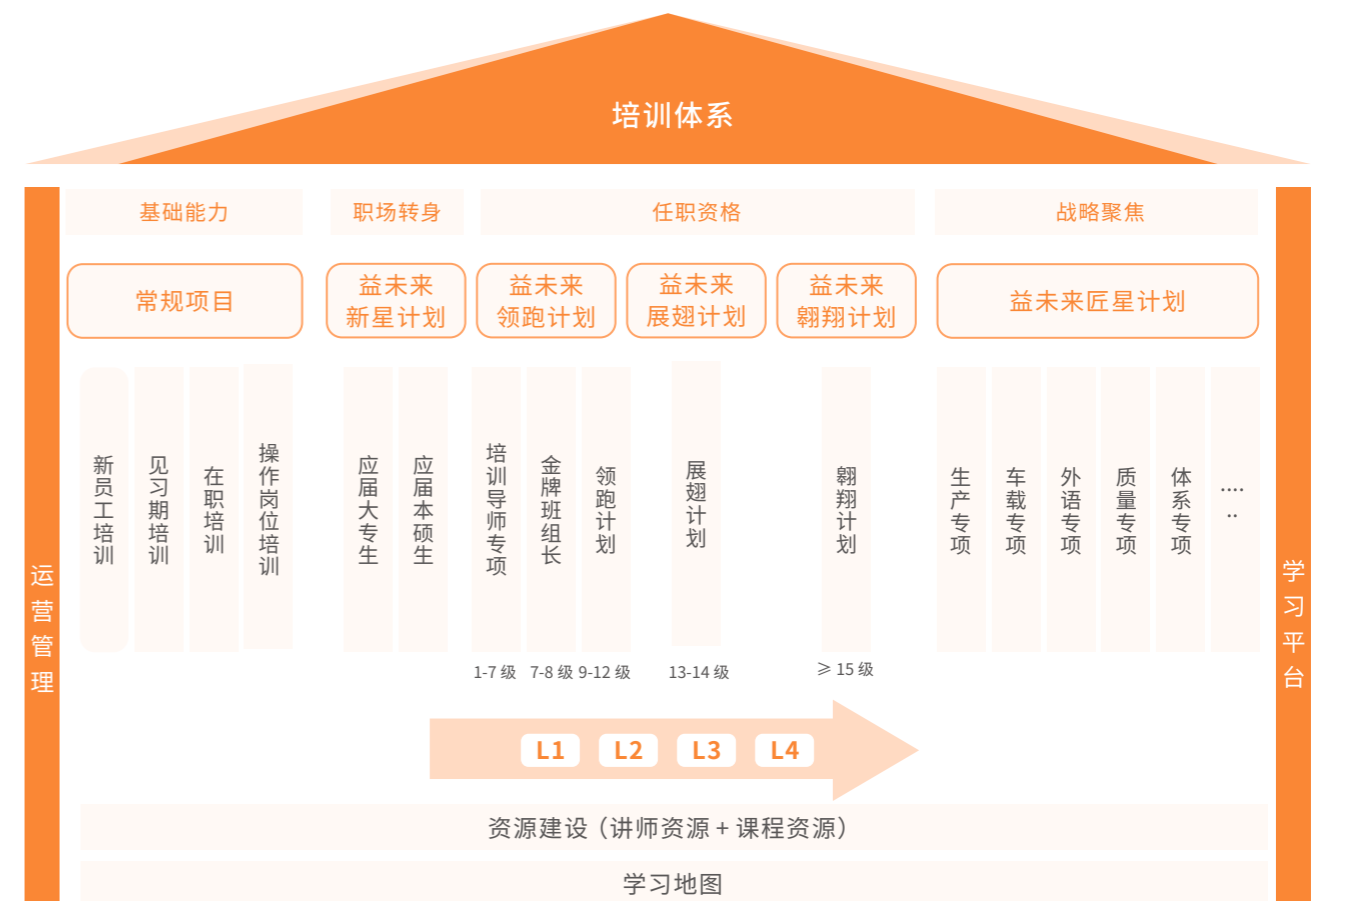 培训体系
基础能力
职场转身
任职资格
战略聚焦
常规项目
益未来
新星计划
益未来
领跑计划
益未来
展翅计划
益未来
翱翔计划
益未来匠星计划
新员工培训
见习期培训
在职培训
操作岗位培训
应届大专生
应届本硕生
培训导师专项
金牌班组长
领跑计划
展翅计划
翱翔计划
生产专项
车载专项
外语专项
质量专项
体系专项
......
1-7 级
7-8 级
9-12 级
13-14 级
≥ 15 级
L1
L2
L3
L4
运营管理
学习平台
资源建设（讲师资源 + 课程资源）
学习地图